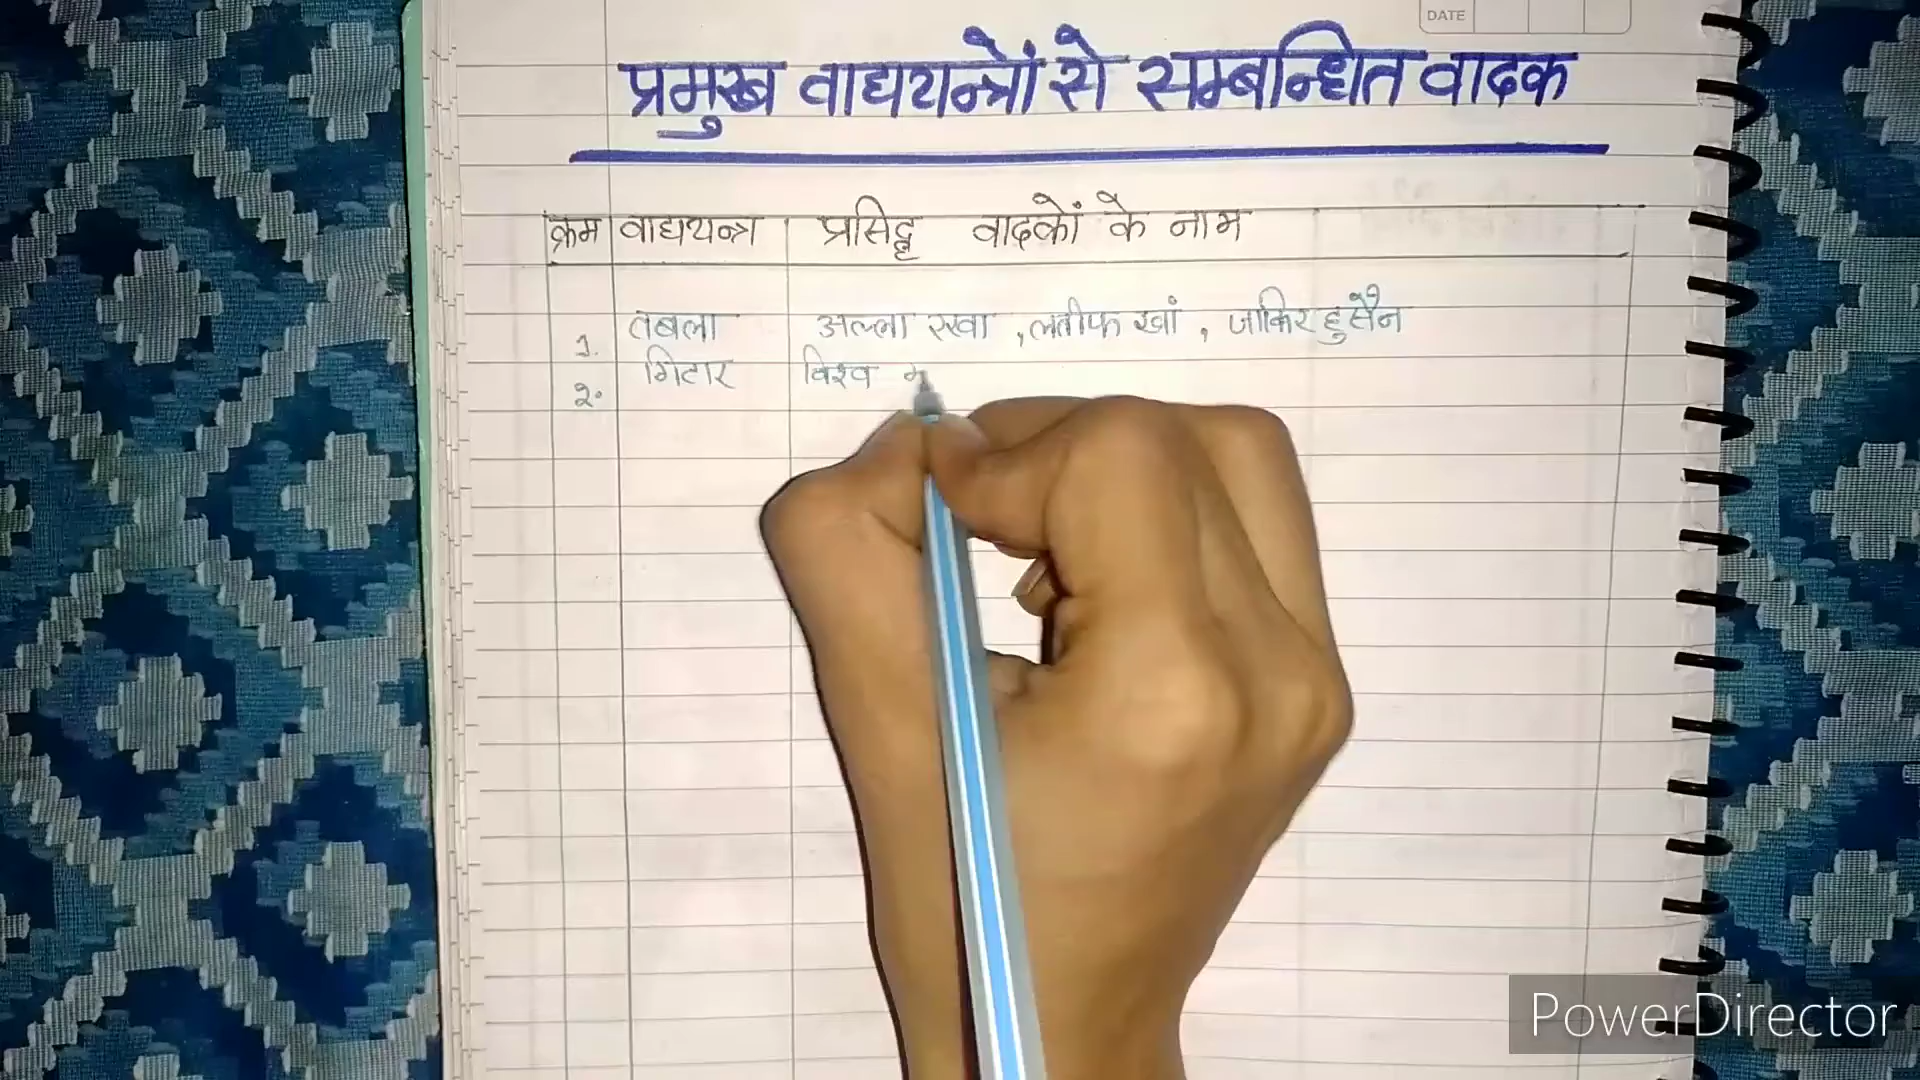 DATE
प्रमुख वाद्ययन्त्रों से सम्बन्धित वादक
क्रम वाद्ययन्त्र प्रसिद्ध वादकों के नाम
1. तबला अल्ला रखा , लतीफ खां , जाकिर हुसैन
2. गिटार विश्व म
PowerDirector